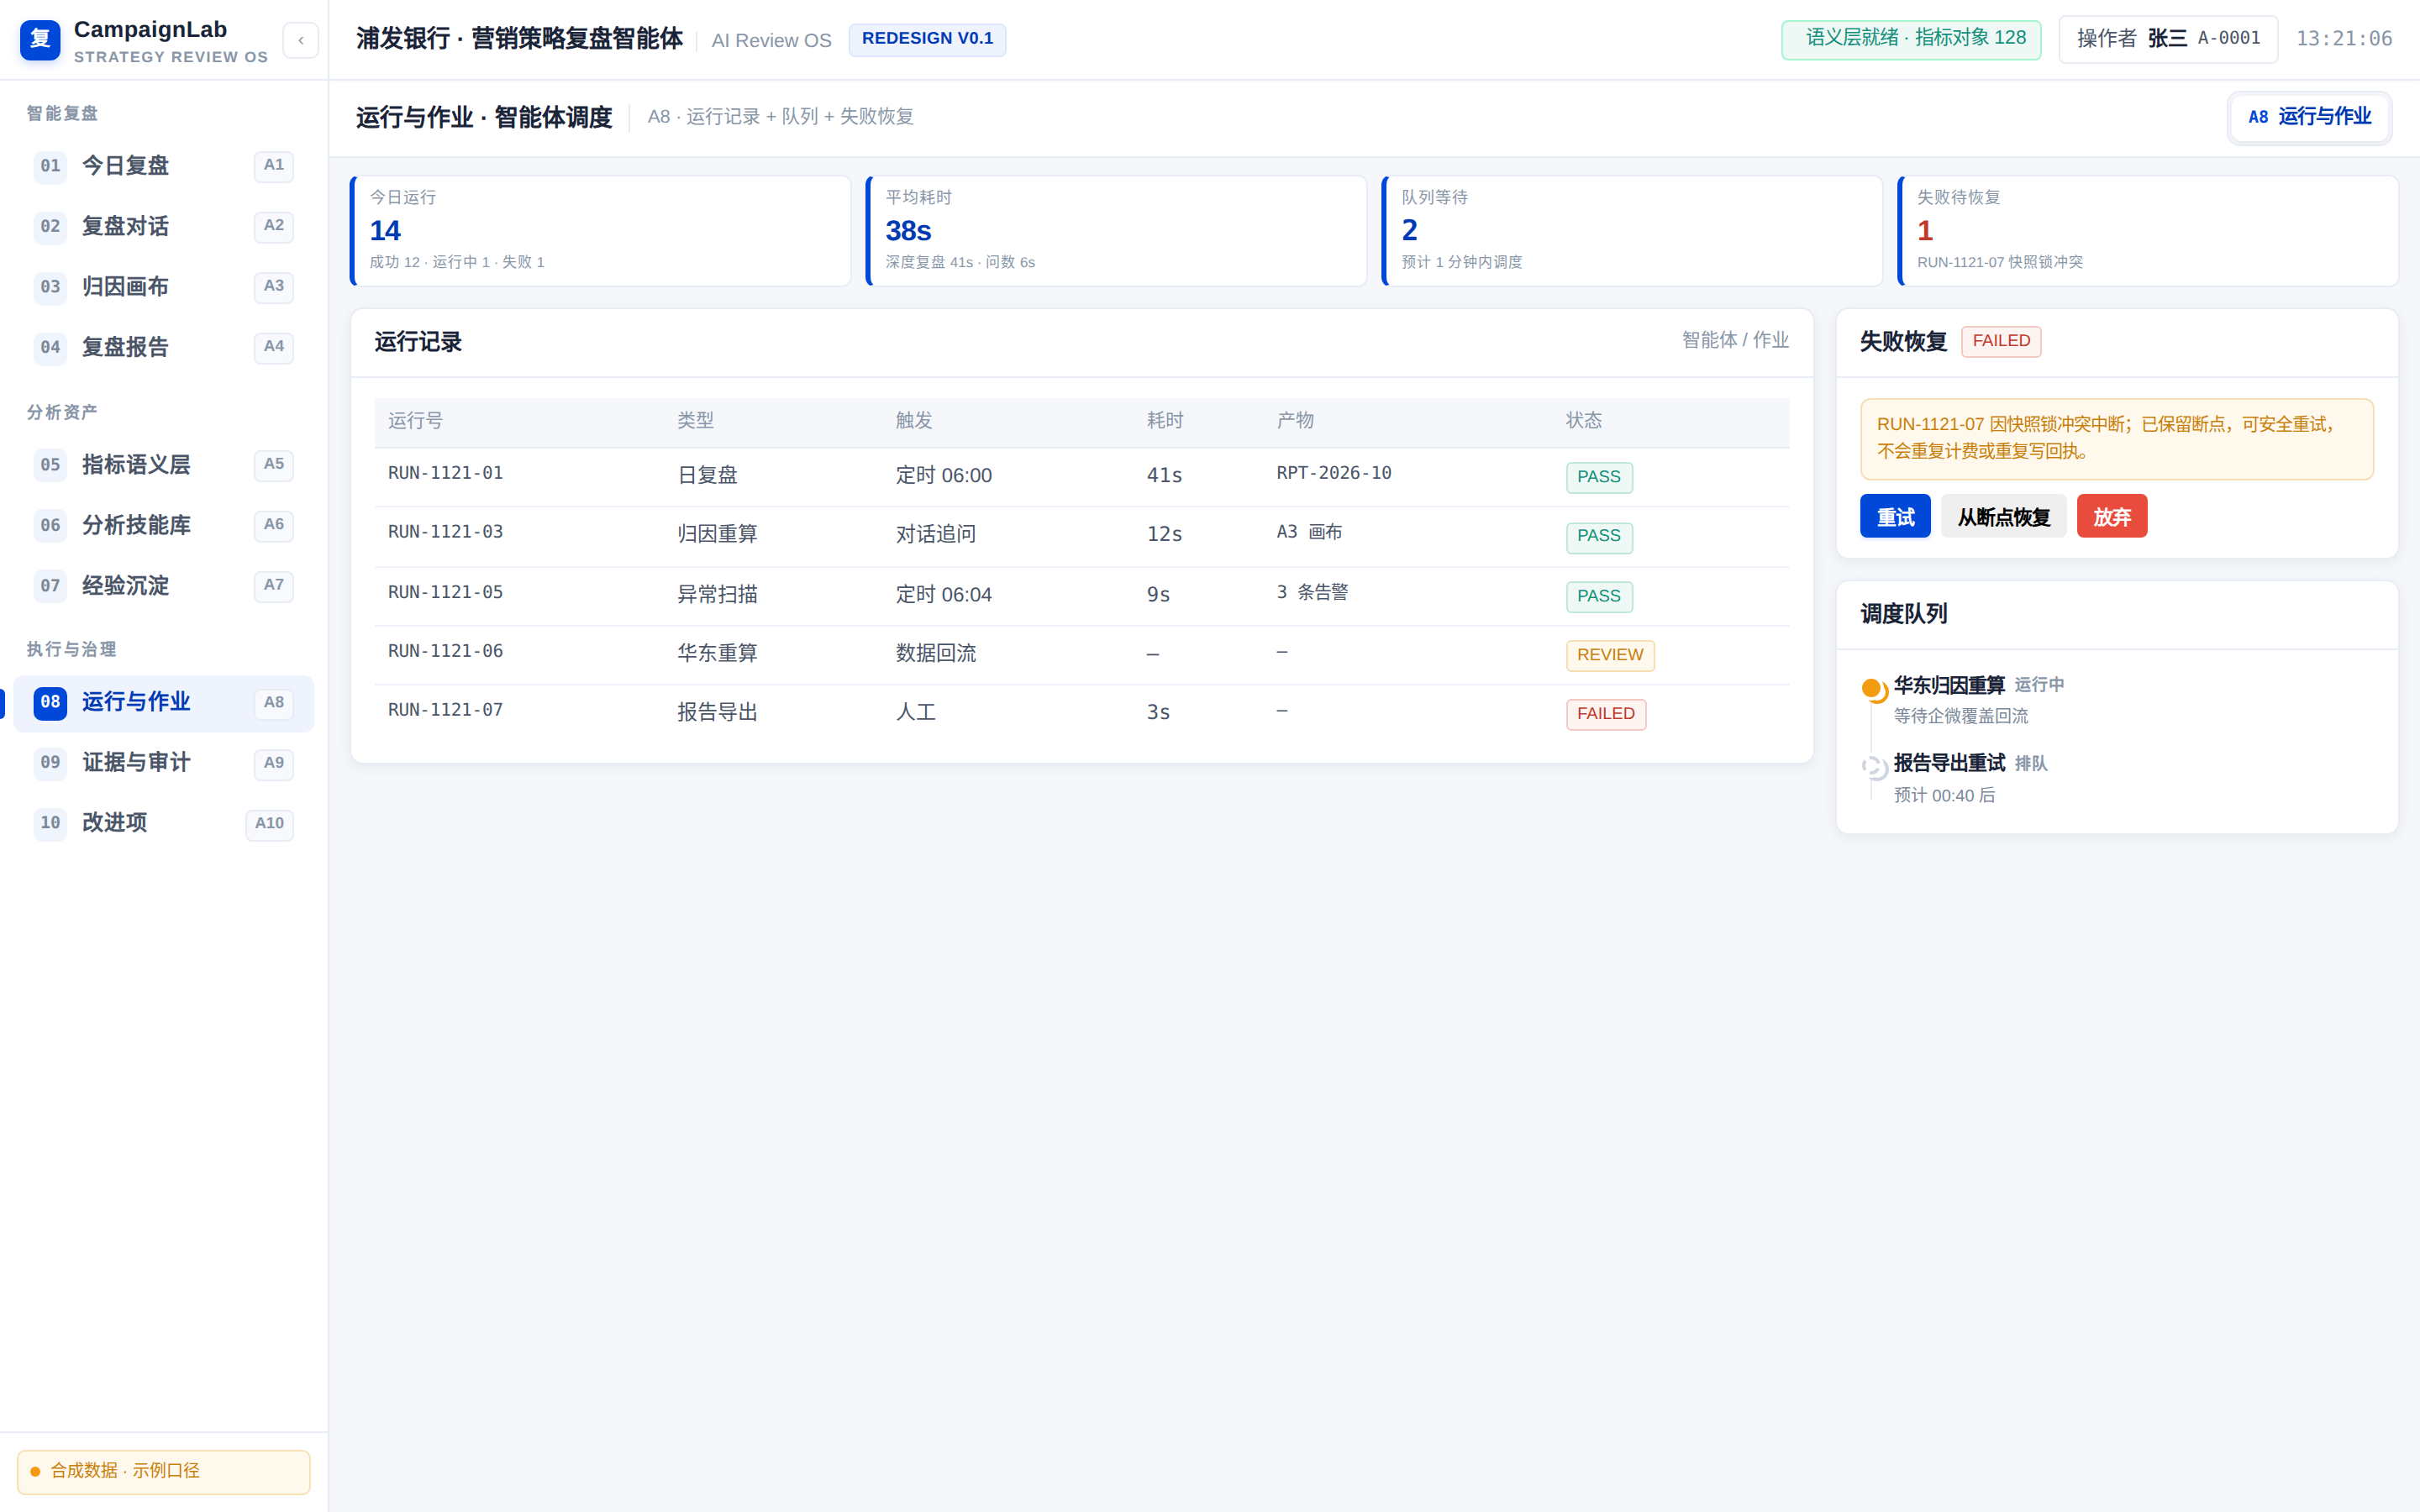 复
CampaignLab
STRATEGY REVIEW OS
‹
智能复盘
01 今日复盘 A1
02 复盘对话 A2
03 归因画布 A3
04 复盘报告 A4
分析资产
05 指标语义层 A5
06 分析技能库 A6
07 经验沉淀 A7
执行与治理
08 运行与作业 A8
09 证据与审计 A9
10 改进项 A10
合成数据 · 示例口径
浦发银行 · 营销策略复盘智能体 AI Review OS REDESIGN V0.1
语义层就绪 · 指标对象 128 操作者 张三 A-0001 13:21:06
运行与作业 · 智能体调度 A8 · 运行记录 + 队列 + 失败恢复
A8 运行与作业
今日运行
14
成功 12 · 运行中 1 · 失败 1
平均耗时
38s
深度复盘 41s · 问数 6s
队列等待
2
预计 1 分钟内调度
失败待恢复
1
RUN-1121-07 快照锁冲突
运行记录 智能体 / 作业
运行号 类型 触发 耗时 产物 状态
RUN-1121-01 日复盘 定时 06:00 41s RPT-2026-10 PASS
RUN-1121-03 归因重算 对话追问 12s A3 画布 PASS
RUN-1121-05 异常扫描 定时 06:04 9s 3 条告警 PASS
RUN-1121-06 华东重算 数据回流 — — REVIEW
RUN-1121-07 报告导出 人工 3s — FAILED
失败恢复 FAILED
RUN-1121-07 因快照锁冲突中断；已保留断点，可安全重试，
不会重复计费或重复写回执。
重试 从断点恢复 放弃
调度队列
华东归因重算 运行中
等待企微覆盖回流
报告导出重试 排队
预计 00:40 后